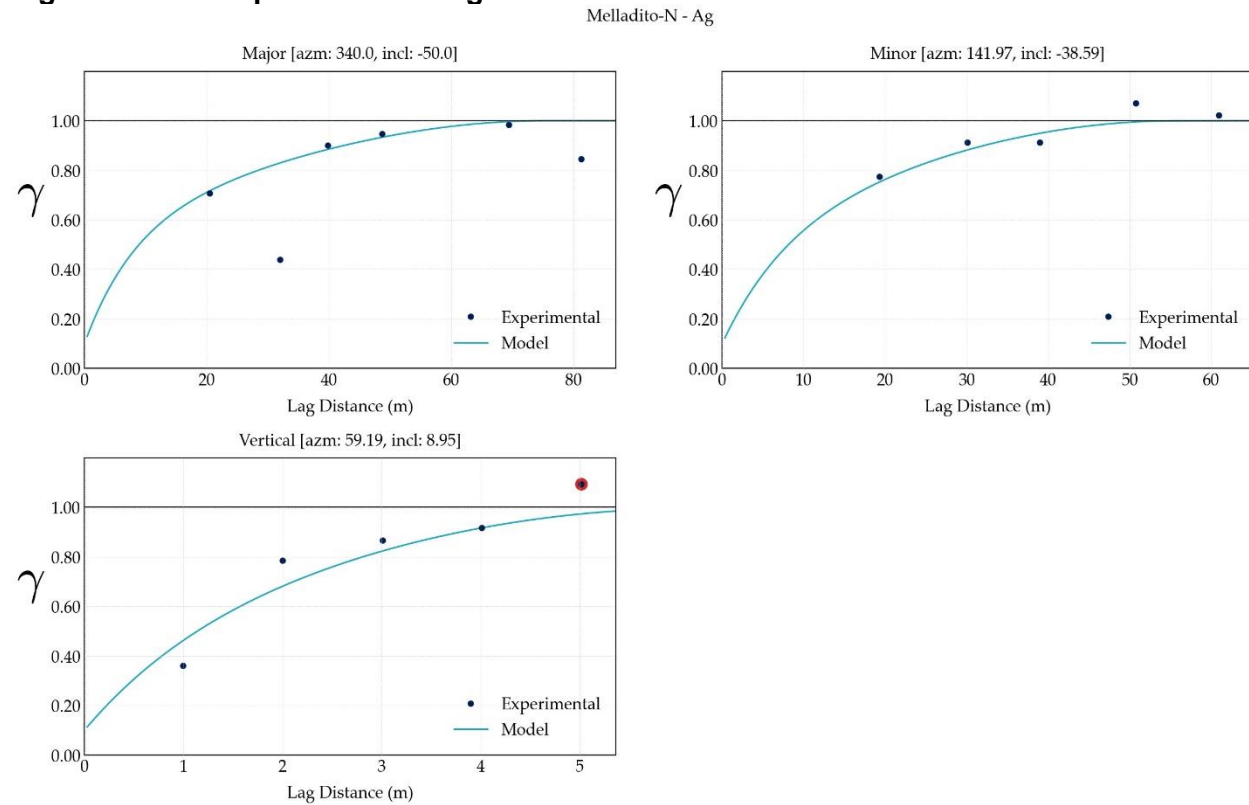 Melladito-N - Ag
Major [azm: 340.0, incl: -50.0]
γ
1.00
0.80
0.60
0.40
0.20
0.00
0 20 40 60 80
Lag Distance (m)
Experimental
Model
Minor [azm: 141.97, incl: -38.59]
γ
1.00
0.80
0.60
0.40
0.20
0.00
0 10 20 30 40 50 60
Lag Distance (m)
Experimental
Model
Vertical [azm: 59.19, incl: 8.95]
γ
1.00
0.80
0.60
0.40
0.20
0.00
0 1 2 3 4 5
Lag Distance (m)
Experimental
Model